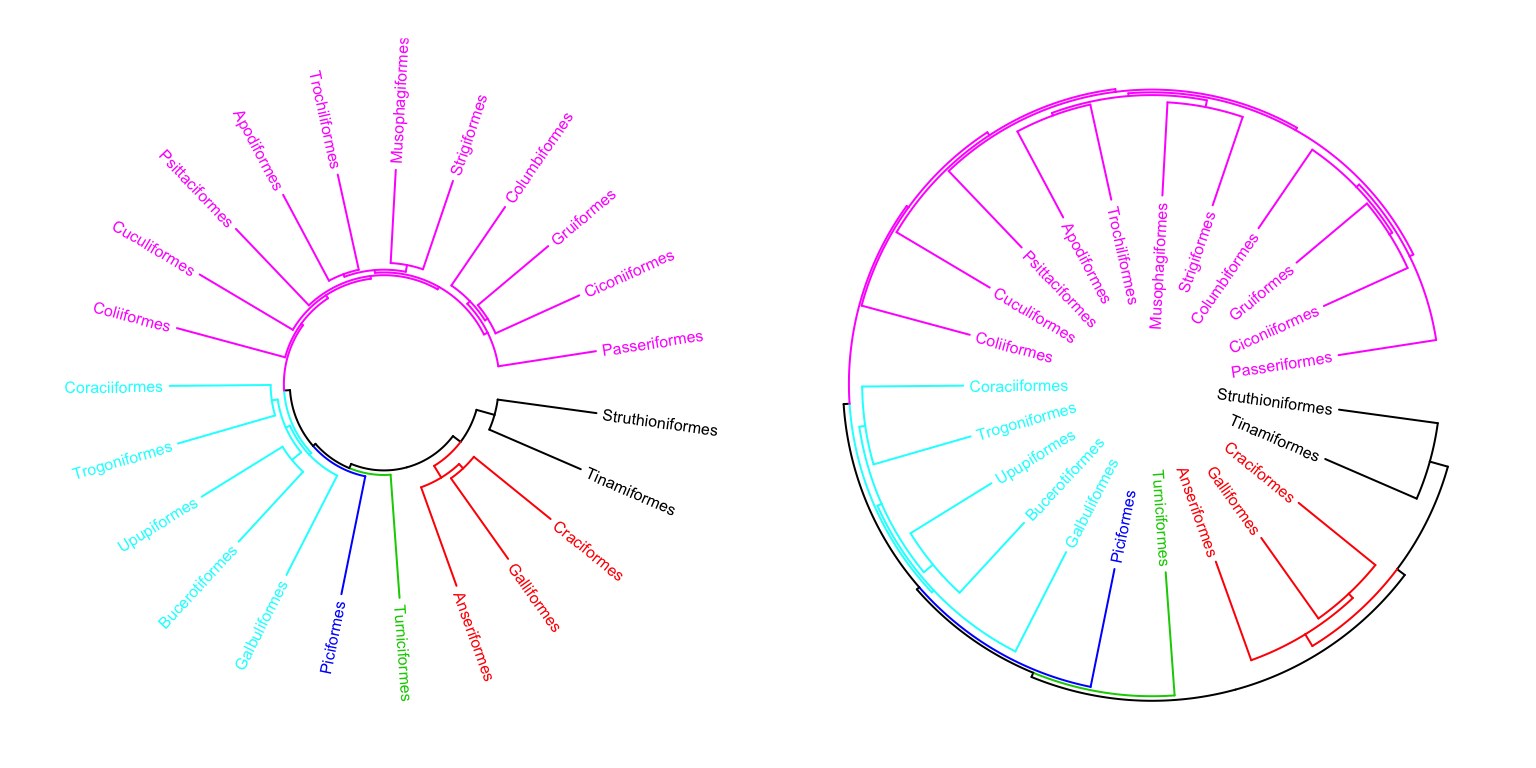 Musophagiformes
Trochiliformes
Strigiformes
Apodiformes
Columbiformes
Psittaciformes
Gruiformes
Cuculiformes
Ciconiiformes
Coliiformes
Passeriformes
Coraciiformes
Struthioniformes
Trogoniformes
Tinamiformes
Upupiformes
Craciformes
Bucerotiformes
Galliformes
Galbuliformes
Anseriformes
Piciformes
Turniciformes
Musophagiformes
Trochiliformes
Strigiformes
Apodiformes
Columbiformes
Psittaciformes
Gruiformes
Cuculiformes
Ciconiiformes
Coliiformes
Passeriformes
Coraciiformes
Struthioniformes
Trogoniformes
Tinamiformes
Upupiformes
Craciformes
Bucerotiformes
Galliformes
Galbuliformes
Anseriformes
Piciformes
Turniciformes